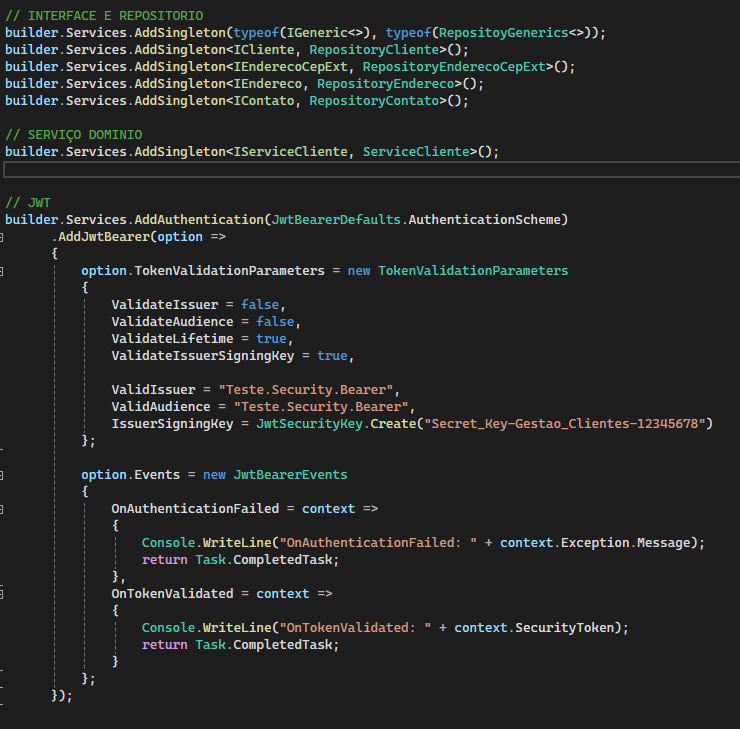 // INTERFACE E REPOSITORIO
builder.Services.AddSingleton(typeof(IGeneric<>), typeof(RepositoyGenerics<>));
builder.Services.AddSingleton<ICliente, RepositoryCliente>();
builder.Services.AddSingleton<IEnderecoCepExt, RepositoryEnderecoCepExt>();
builder.Services.AddSingleton<IEndereco, RepositoryEndereco>();
builder.Services.AddSingleton<IContato, RepositoryContato>();
// SERVIÇO DOMINIO
builder.Services.AddSingleton<IServiceCliente, ServiceCliente>();
// JWT
builder.Services.AddAuthentication(JwtBearerDefaults.AuthenticationScheme)
.AddJwtBearer(option =>
{
option.TokenValidationParameters = new TokenValidationParameters
{
ValidateIssuer = false,
ValidateAudience = false,
ValidateLifetime = true,
ValidateIssuerSigningKey = true,
ValidIssuer = "Teste.Security.Bearer",
ValidAudience = "Teste.Security.Bearer",
IssuerSigningKey = JwtSecurityKey.Create("Secret_Key-Gestao_Clientes-12345678")
};
option.Events = new JwtBearerEvents
{
OnAuthenticationFailed = context =>
{
Console.WriteLine("OnAuthenticationFailed: " + context.Exception.Message);
return Task.CompletedTask;
},
OnTokenValidated = context =>
{
Console.WriteLine("OnTokenValidated: " + context.SecurityToken);
return Task.CompletedTask;
}
};
});